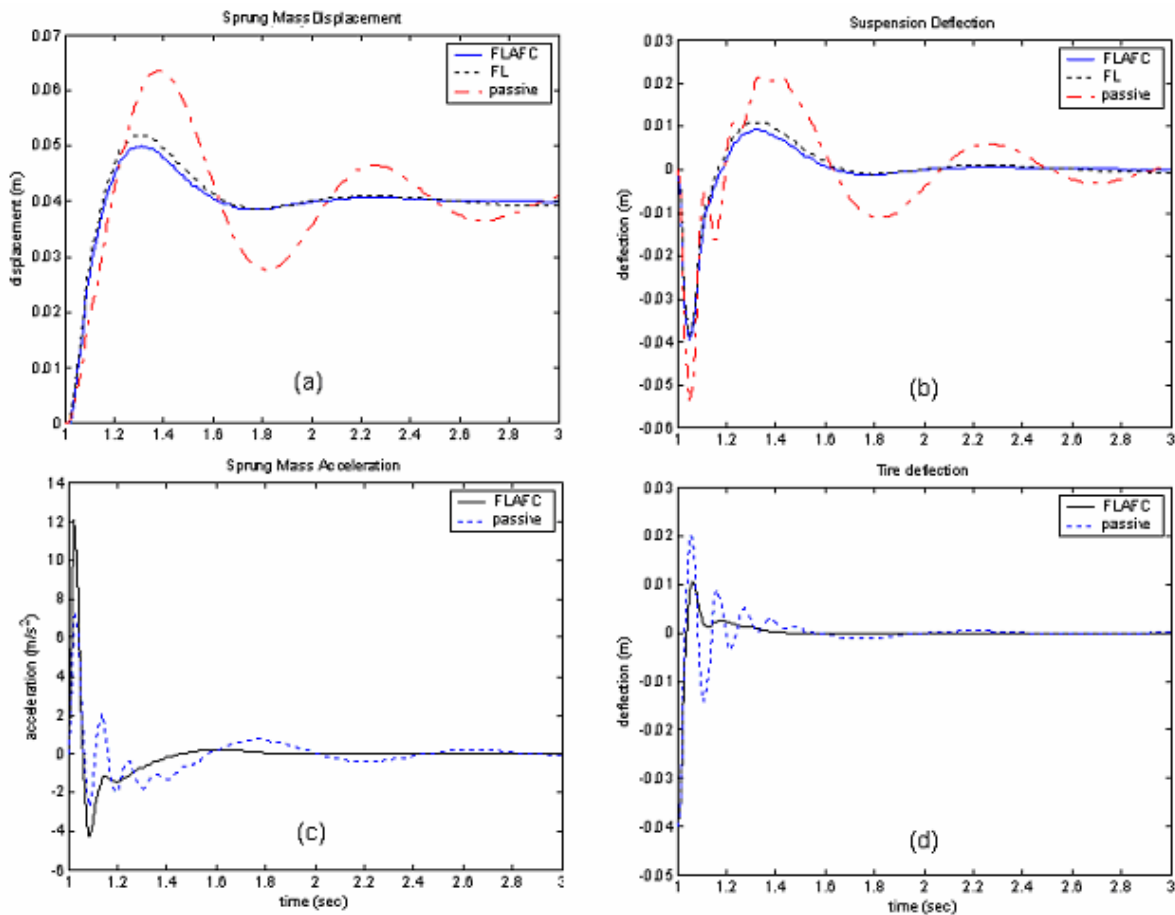 Sprung Mass Displacement
0.07
0.06
0.05
0.04
0.03
0.02
0.01
0
displacement (m)
FLAFC
FL
passive
(a)
1 1.2 1.4 1.6 1.8 2 2.2 2.4 2.6 2.8 3
Suspension Deflection
0.03
0.02
0.01
0
-0.01
-0.02
-0.03
-0.04
-0.05
-0.06
deflection (m)
FLAFC
FL
passive
(b)
1 1.2 1.4 1.6 1.8 2 2.2 2.4 2.6 2.8 3
Sprung Mass Acceleration
14
12
10
8
6
4
2
0
-2
-4
-6
acceleration (m/s²)
FLAFC
passive
(c)
1 1.2 1.4 1.6 1.8 2 2.2 2.4 2.6 2.8 3
time (sec)
Tire deflection
0.03
0.02
0.01
0
-0.01
-0.02
-0.03
-0.04
-0.05
deflection (m)
FLAFC
passive
(d)
1 1.2 1.4 1.6 1.8 2 2.2 2.4 2.6 2.8 3
time (sec)